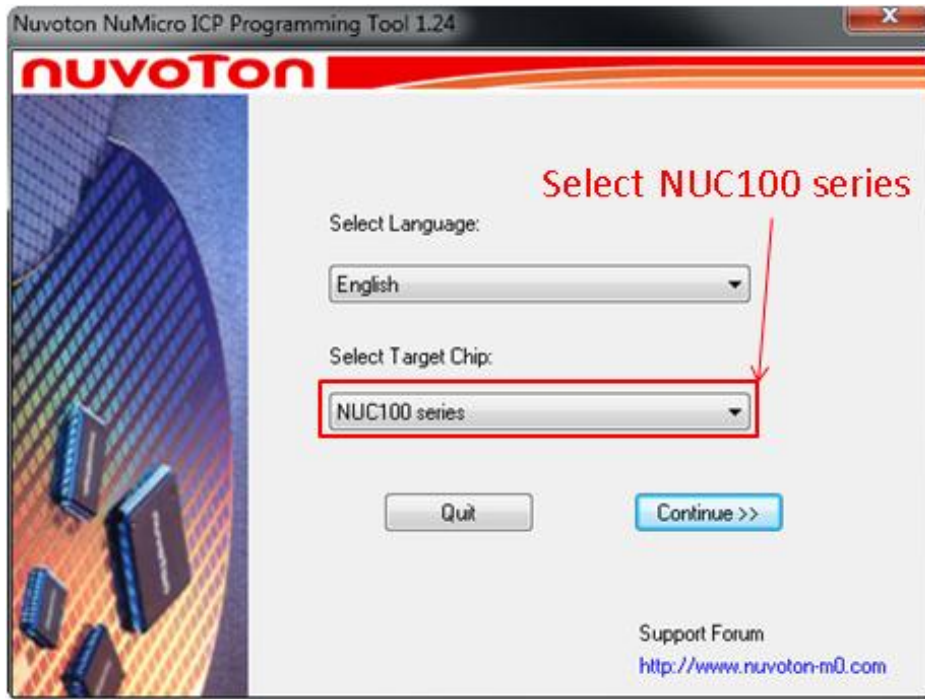 Nuvoton NuMicro ICP Programming Tool 1.24
nuvoTon
Select NUC100 series
Select Language:
English
Select Target Chip:
NUC100 series
Quit
Continue >>
Support Forum
http://www.nuvoton-m0.com